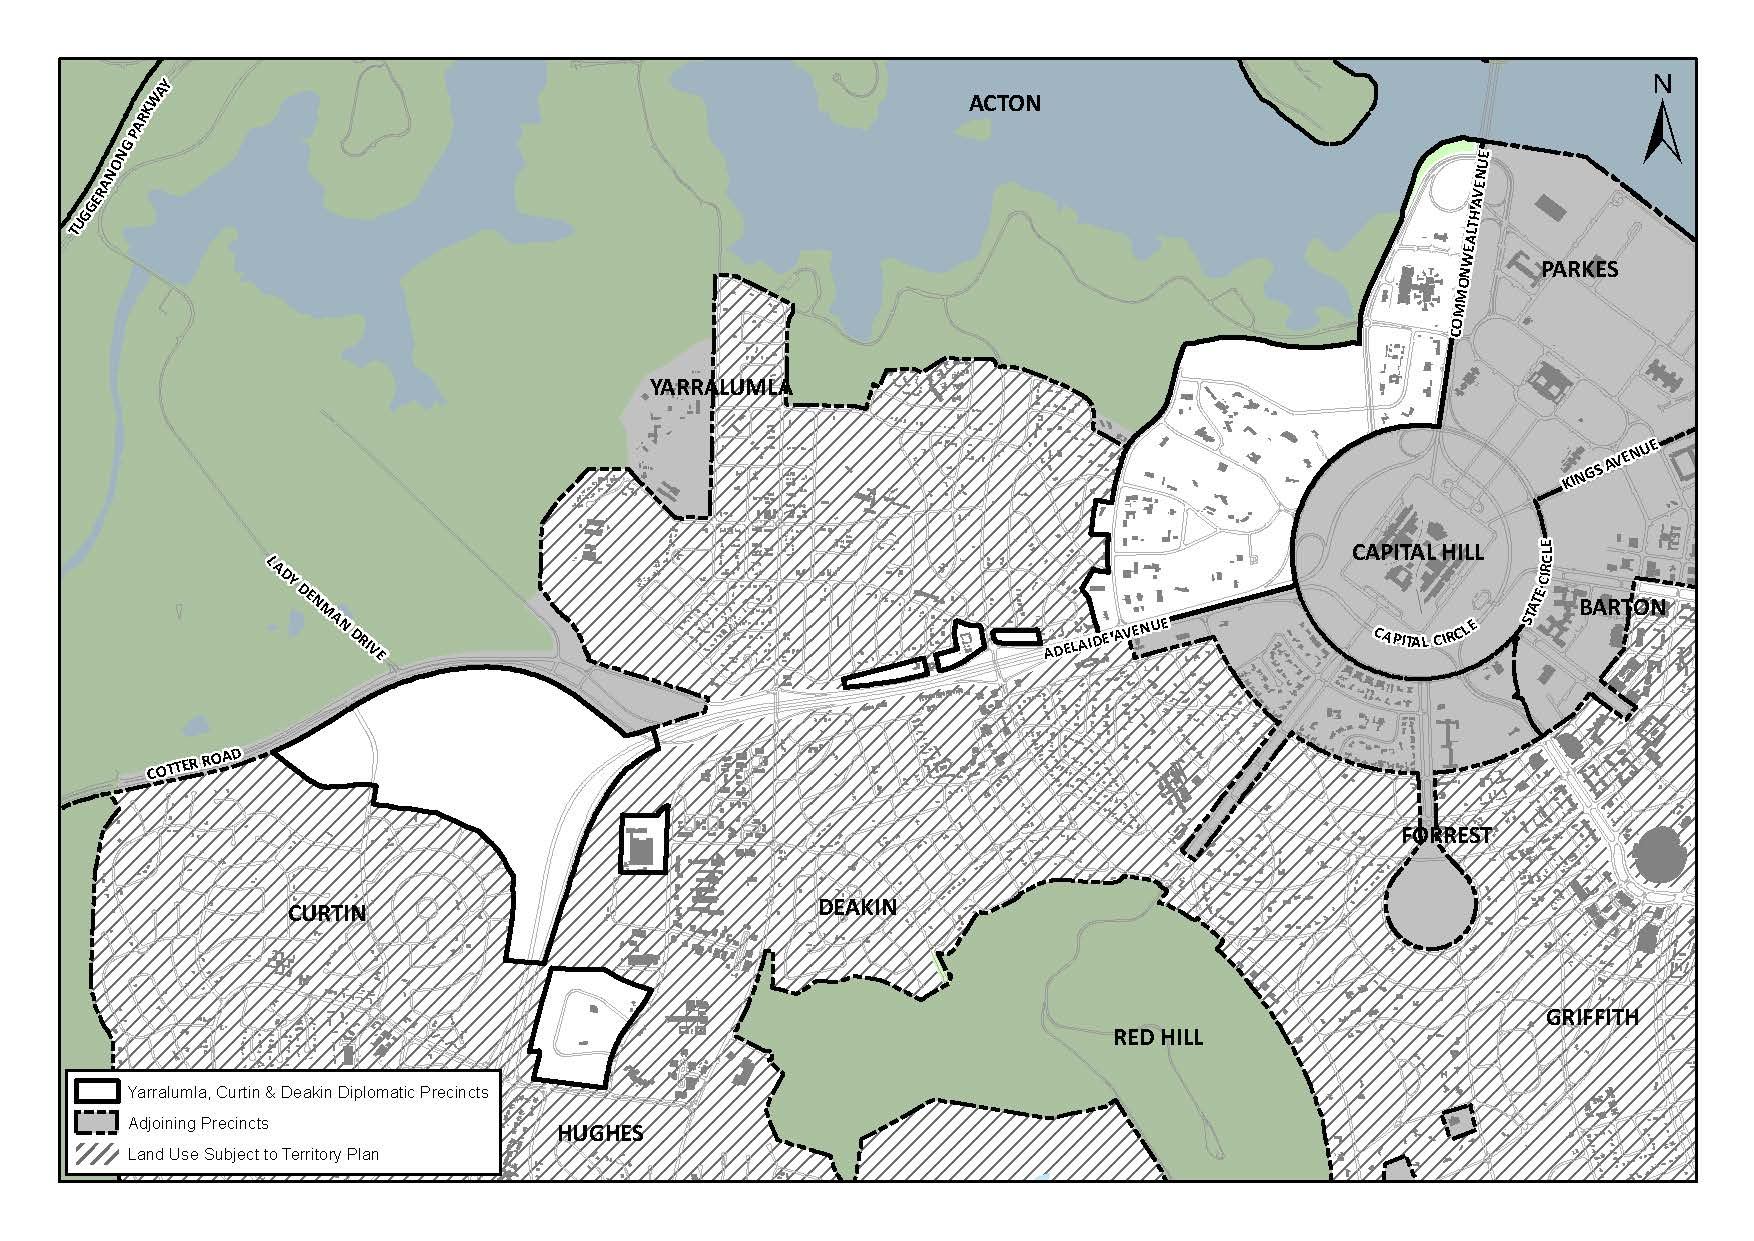 ACTON
N
TUGGERANONG PARKWAY
COMMONWEALTH AVENUE
PARKES
YARRALUMLA
KINGS AVENUE
CAPITAL HILL
STATE CIRCLE
LADY DENMAN DRIVE
BARTON
CAPITAL CIRCLE
ADELAIDE AVENUE
COTTER ROAD
FORREST
CURTIN
DEAKIN
GRIFFITH
RED HILL
HUGHES
Yarralumla, Curtin & Deakin Diplomatic Precincts
Adjoining Precincts
Land Use Subject to Territory Plan